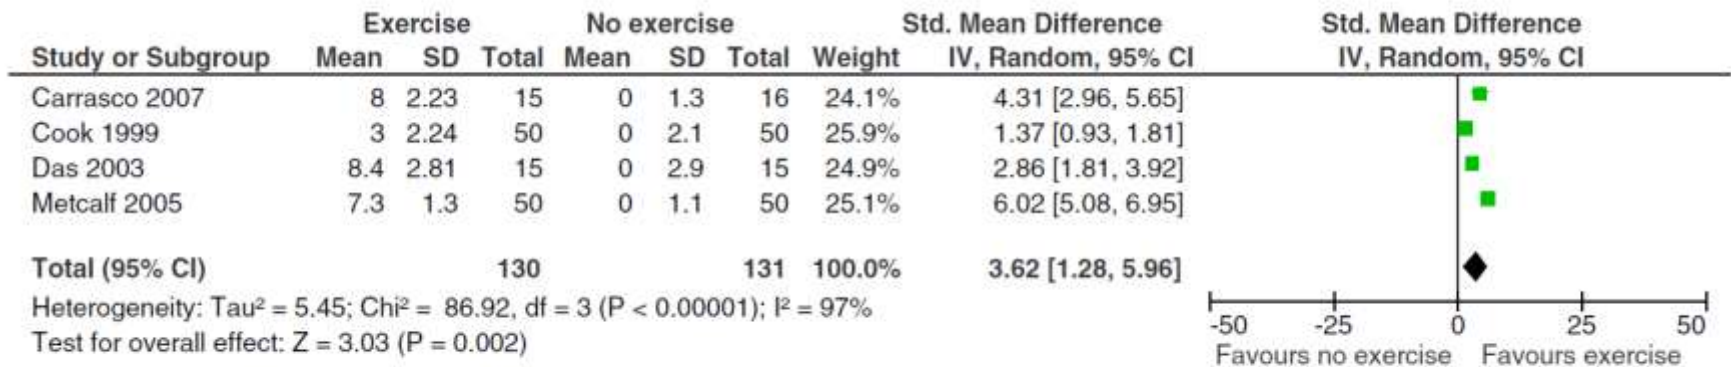 Exercise No exercise Std. Mean Difference Std. Mean Difference
Study or Subgroup Mean SD Total Mean SD Total Weight IV, Random, 95% CI IV, Random, 95% CI
Carrasco 2007 8 2.23 15 0 1.3 16 24.1% 4.31 [2.96, 5.65]
Cook 1999 3 2.24 50 0 2.1 50 25.9% 1.37 [0.93, 1.81]
Das 2003 8.4 2.81 15 0 2.9 15 24.9% 2.86 [1.81, 3.92]
Metcalf 2005 7.3 1.3 50 0 1.1 50 25.1% 6.02 [5.08, 6.95]
Total (95% CI) 130 131 100.0% 3.62 [1.28, 5.96]
Heterogeneity: Tau² = 5.45; Chi² = 86.92, df = 3 (P < 0.00001); I² = 97%
Test for overall effect: Z = 3.03 (P = 0.002)
-50 -25 0 25 50
Favours no exercise Favours exercise